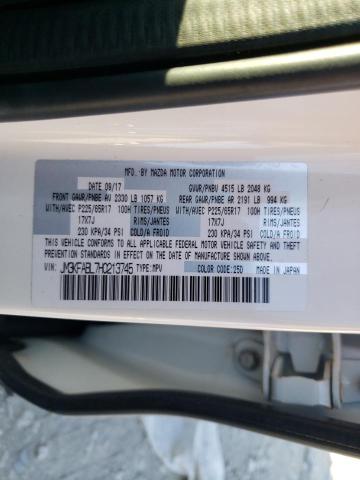 MFD. BY MAZDA MOTOR CORPORATION
DATE 09/17 GVWR/PNBV 4515 LB 2048 KG
FRONT GAWR/PNBE AV 2330 LB 1057 KG REAR GAWR/PNBE AR 2191 LB 994 KG
WITH/AVEC P225/65R17 100H TIRES/PNEUS WITH/AVEC P225/65R17 100H TIRES/PNEUS
17X7J RIMS/JANTES 17X7J RIMS/JANTES
230 KPA/34 PSI COLD/A FROID 230 KPA/34 PSI COLD/A FROID
THIS VEHICLE CONFORMS TO ALL APPLICABLE FEDERAL MOTOR VEHICLE SAFETY, BUMPER, AND THEFT
PREVENTION STANDARDS IN EFFECT ON THE DATE OF MANUFACTURE SHOWN ABOVE.
VIN: JM3KFABL7H0213745 TYPE: MPV COLOR CODE: 25D MADE IN JAPAN